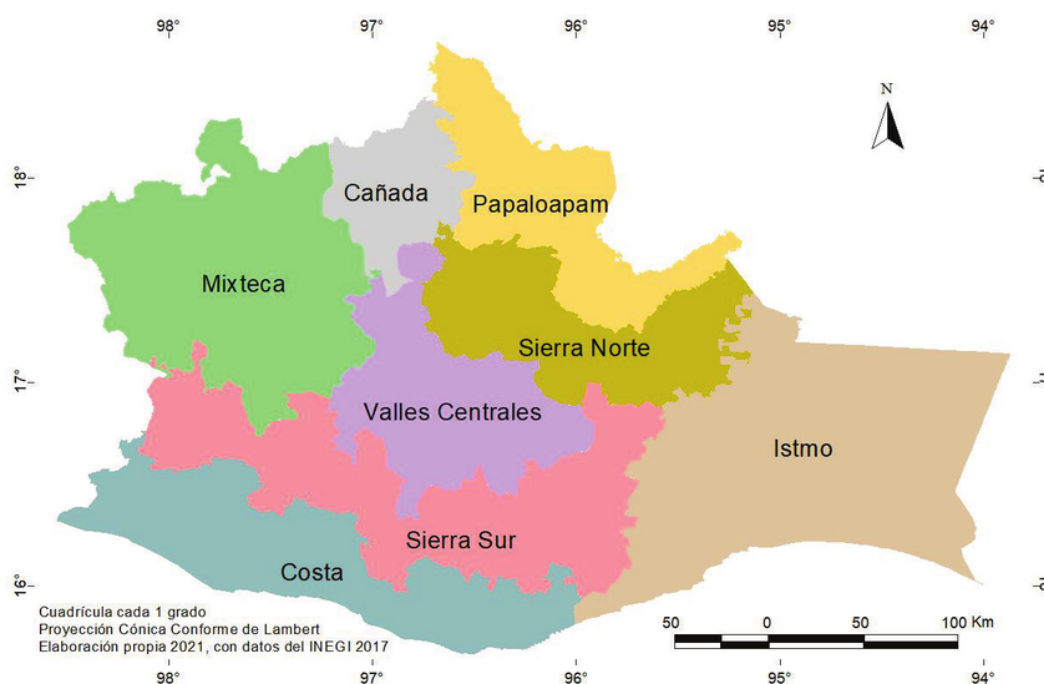 98° 97° 96° 95° 94°
N
18°
Cañada
Papaloapam
Mixteca
Sierra Norte
17°
Valles Centrales
Istmo
Sierra Sur
Costa
16°
Cuadrícula cada 1 grado
Proyección Cónica Conforme de Lambert
Elaboración propia 2021, con datos del INEGI 2017
50 0 50 100 Km
98° 97° 96° 95° 94°